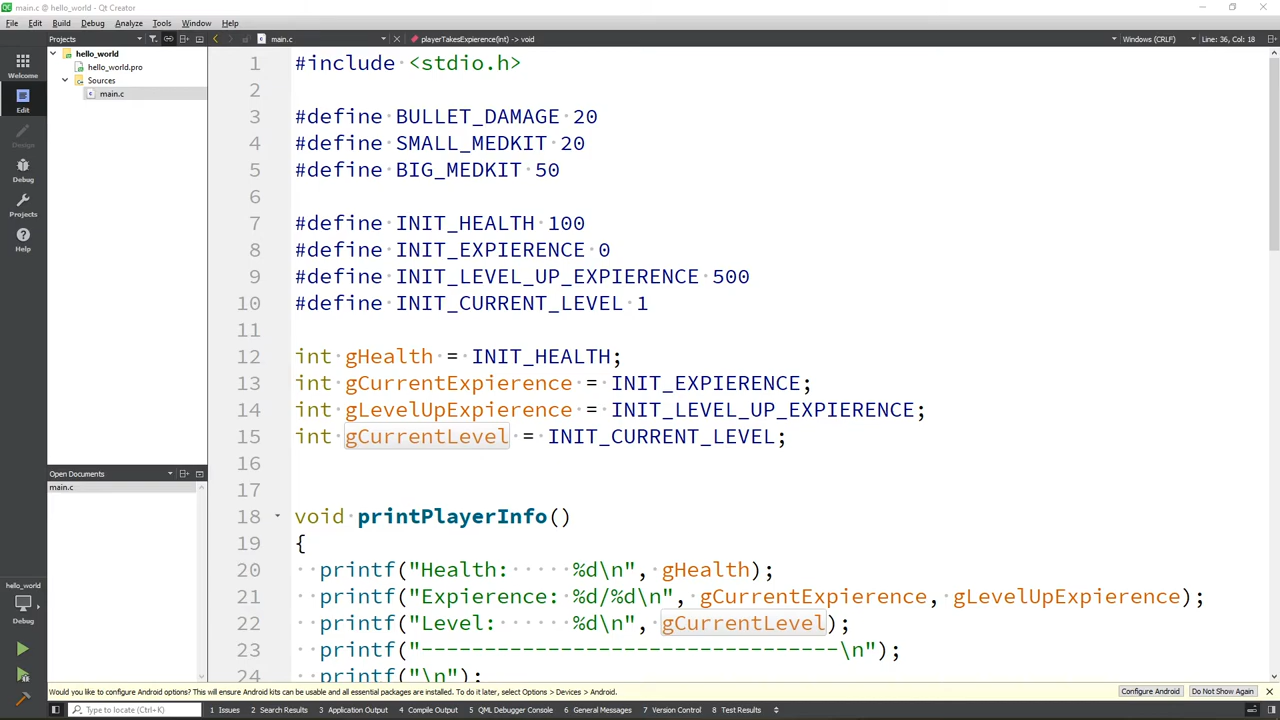 main.c @ hello_world - Qt Creator
File Edit Build Debug Analyze Tools Window Help
Projects
main.c
playerTakesExpierence(int) -> void
Windows (CRLF)
Line: 36, Col: 18
Welcome
Edit
Design
Debug
Projects
Help
hello_world
hello_world.pro
Sources
main.c
Open Documents
main.c
hello_world
Debug
1 #include <stdio.h>
2
3 #define BULLET_DAMAGE 20
4 #define SMALL_MEDKIT 20
5 #define BIG_MEDKIT 50
6
7 #define INIT_HEALTH 100
8 #define INIT_EXPIERENCE 0
9 #define INIT_LEVEL_UP_EXPIERENCE 500
10 #define INIT_CURRENT_LEVEL 1
11
12 int gHealth = INIT_HEALTH;
13 int gCurrentExpierence = INIT_EXPIERENCE;
14 int gLevelUpExpierence = INIT_LEVEL_UP_EXPIERENCE;
15 int gCurrentLevel = INIT_CURRENT_LEVEL;
16
17
18 void printPlayerInfo()
19 {
20 printf("Health:     %d\n", gHealth);
21 printf("Expierence: %d/%d\n", gCurrentExpierence, gLevelUpExpierence);
22 printf("Level:      %d\n", gCurrentLevel);
23 printf("---------------------------------\n");
24 printf("\n");
Would you like to configure Android options? This will ensure Android kits can be usable and all essential packages are installed. To do it later, select Options > Devices > Android.
Configure Android
Do Not Show Again
Type to locate (Ctrl+K)
1 Issues
2 Search Results
3 Application Output
4 Compile Output
5 QML Debugger Console
6 General Messages
7 Version Control
8 Test Results